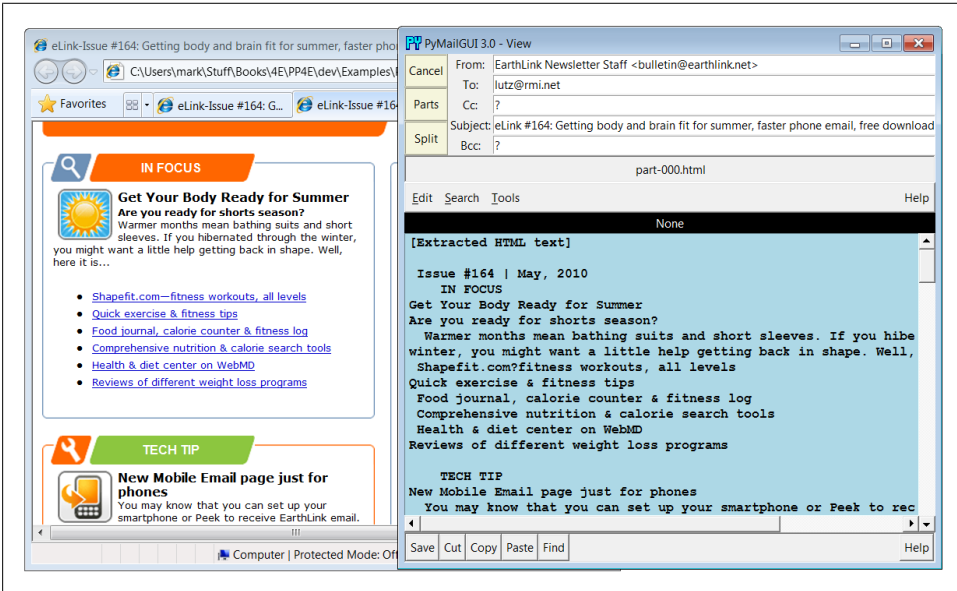 eLink-Issue #164: Getting body and brain fit for summer, faster pho
C:\Users\mark\Stuff\Books\4E\PP4E\dev\Examples\
Favorites
eLink-Issue #164: G...
eLink-Issue #16
IN FOCUS
Get Your Body Ready for Summer
Are you ready for shorts season?
Warmer months mean bathing suits and short
sleeves. If you hibernated through the winter,
you might want a little help getting back in shape. Well,
here it is...
Shapefit.com—fitness workouts, all levels
Quick exercise & fitness tips
Food journal, calorie counter & fitness log
Comprehensive nutrition & calorie search tools
Health & diet center on WebMD
Reviews of different weight loss programs
TECH TIP
New Mobile Email page just for
phones
You may know that you can set up your
smartphone or Peek to receive EarthLink email.
Computer | Protected Mode: Of
PY PyMailGUI 3.0 - View
Cancel
Parts
Split
From: EarthLink Newsletter Staff <bulletin@earthlink.net>
To: lutz@rmi.net
Cc: ?
Subject: eLink #164: Getting body and brain fit for summer, faster phone email, free download
Bcc: ?
part-000.html
Edit Search Tools Help
None
[Extracted HTML text]
Issue #164 | May, 2010
IN FOCUS
Get Your Body Ready for Summer
Are you ready for shorts season?
Warmer months mean bathing suits and short sleeves. If you hibe
winter, you might want a little help getting back in shape. Well,
Shapefit.com?fitness workouts, all levels
Quick exercise & fitness tips
Food journal, calorie counter & fitness log
Comprehensive nutrition & calorie search tools
Health & diet center on WebMD
Reviews of different weight loss programs
TECH TIP
New Mobile Email page just for phones
You may know that you can set up your smartphone or Peek to rec
Save Cut Copy Paste Find Help